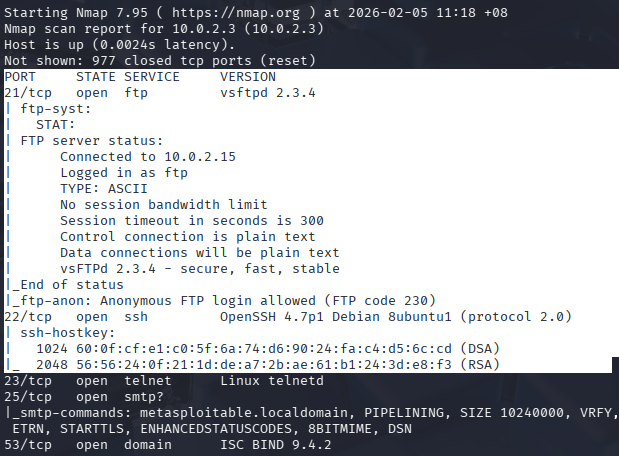 Starting Nmap 7.95 ( https://nmap.org ) at 2026-02-05 11:18 +08
Nmap scan report for 10.0.2.3 (10.0.2.3)
Host is up (0.0024s latency).
Not shown: 977 closed tcp ports (reset)
PORT     STATE SERVICE     VERSION
21/tcp   open  ftp         vsftpd 2.3.4
| ftp-syst:
|   STAT:
| FTP server status:
|      Connected to 10.0.2.15
|      Logged in as ftp
|      TYPE: ASCII
|      No session bandwidth limit
|      Session timeout in seconds is 300
|      Control connection is plain text
|      Data connections will be plain text
|      vsFTPd 2.3.4 - secure, fast, stable
|_End of status
|_ftp-anon: Anonymous FTP login allowed (FTP code 230)
22/tcp   open  ssh         OpenSSH 4.7p1 Debian 8ubuntu1 (protocol 2.0)
| ssh-hostkey:
|   1024 60:0f:cf:e1:c0:5f:6a:74:d6:90:24:fa:c4:d5:6c:cd (DSA)
|_  2048 56:56:24:0f:21:1d:de:a7:2b:ae:61:b1:24:3d:e8:f3 (RSA)
23/tcp   open  telnet      Linux telnetd
25/tcp   open  smtp?
|_smtp-commands: metasploitable.localdomain, PIPELINING, SIZE 10240000, VRFY,
 ETRN, STARTTLS, ENHANCEDSTATUSCODES, 8BITMIME, DSN
53/tcp   open  domain      ISC BIND 9.4.2